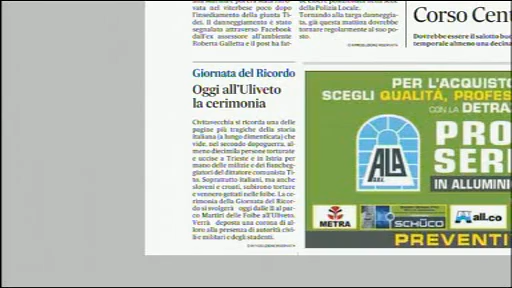 vata nel viterbese poco dopo
l'insediamento della giunta Ti-
dei. Il danneggiamento è stato
segnalato attraverso Facebook
dall'ex assessore all'ambiente
Roberta Galletta e il post ha fat-
della Polizia Locale.
Tornando alla targa danneggia-
ta, già questa mattina dovrebbe
tornare regolarmente al suo po-
sto.
Corso Cent
Dovrebbe essere il salotto buo
temporale almeno una decina
Giornata del Ricordo
Oggi all'Uliveto
la cerimonia
Civitavecchia si ricorda una delle
pagine più tragiche della storia
italiana (a lungo dimenticata) che
vide, nel secondo dopoguerra, al-
meno diecimila persone torturate
e uccise a Trieste e in Istria per
mano delle milizie e dei fiancheg-
giatori del dittatore comunista Ti-
to. Soprattutto italiani, ma anche
sloveni e croati, subirono torture
e vennero gettati nelle foibe. La ce-
rimonia della Giornata del Ricor-
do si svolgerà oggi dalle 11 al par-
co Martiri delle Foibe all'Uliveto.
Verrà deposta una corona di al-
loro alla presenza di autorità civi-
li e militari e degli studenti.
PER L'ACQUISTO
SCEGLI QUALITÀ, PROFES
CON LA DETRA
ALA
PRO
SERI
IN ALLUMINIO
METRA
SCHÜCO
all.co
PREVENTI